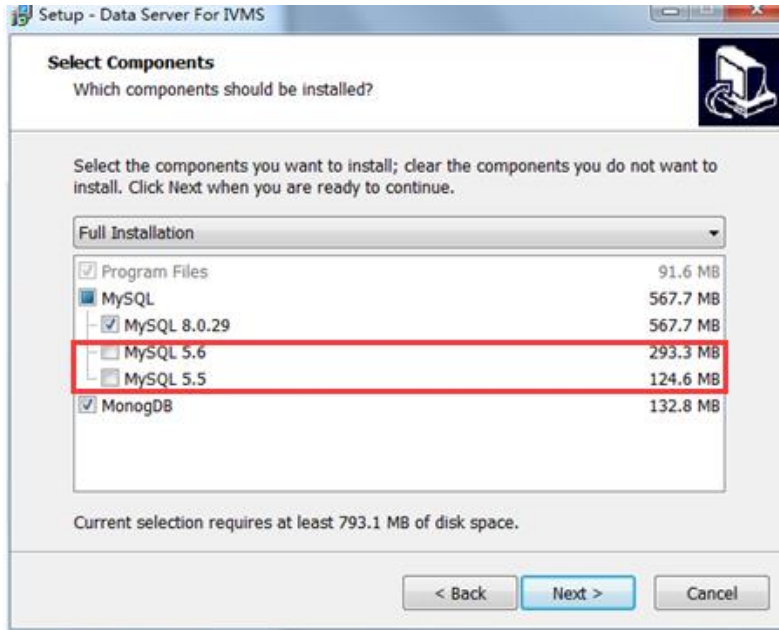 Setup - Data Server For IVMS
Select Components
Which components should be installed?
Select the components you want to install; clear the components you do not want to
install. Click Next when you are ready to continue.
Full Installation
Program Files 91.6 MB
MySQL 567.7 MB
MySQL 8.0.29 567.7 MB
MySQL 5.6 293.3 MB
MySQL 5.5 124.6 MB
MonogDB 132.8 MB
Current selection requires at least 793.1 MB of disk space.
< Back Next > Cancel